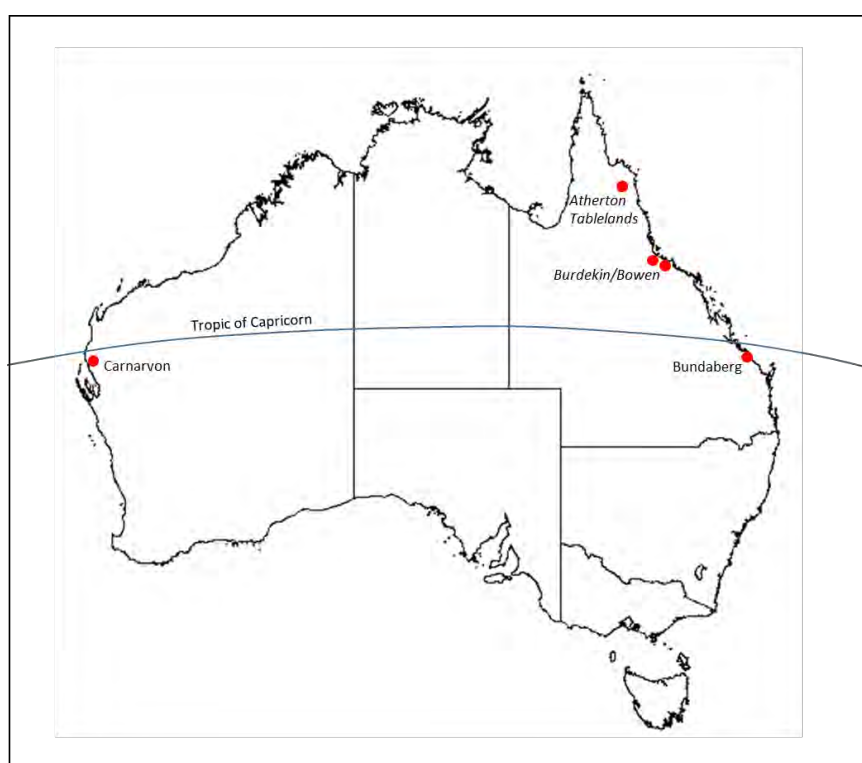 Atherton
Tablelands
Burdekin/Bowen
Tropic of Capricorn
Carnarvon
Bundaberg